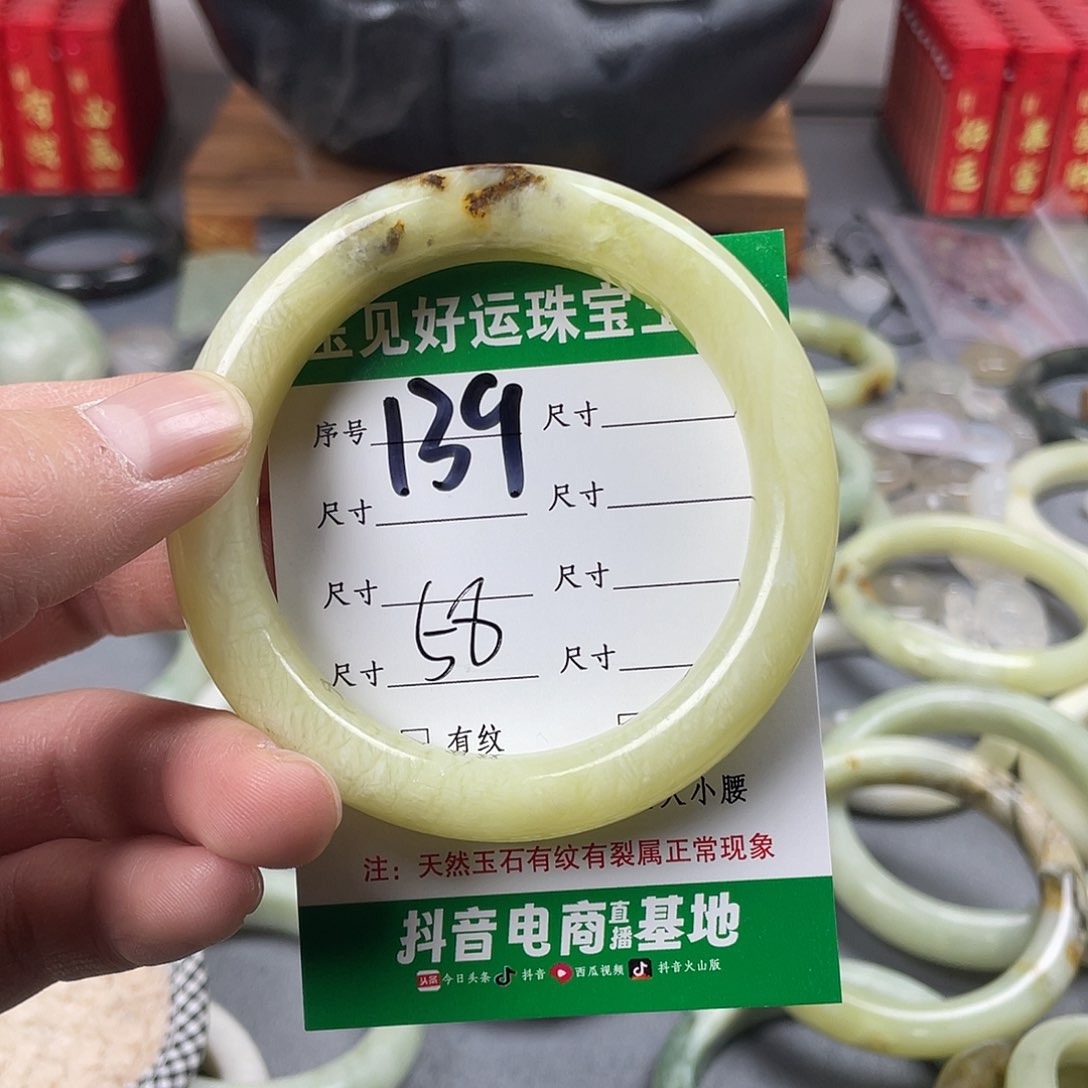 见好运珠宝
序号 139 尺寸
尺寸 尺寸
尺寸 尺寸
尺寸 58 尺寸
有纹
小腰
注：天然玉石有纹有裂属正常现象
抖音电商直播基地
头条 今日头条 抖音 西瓜视频 抖音火山版